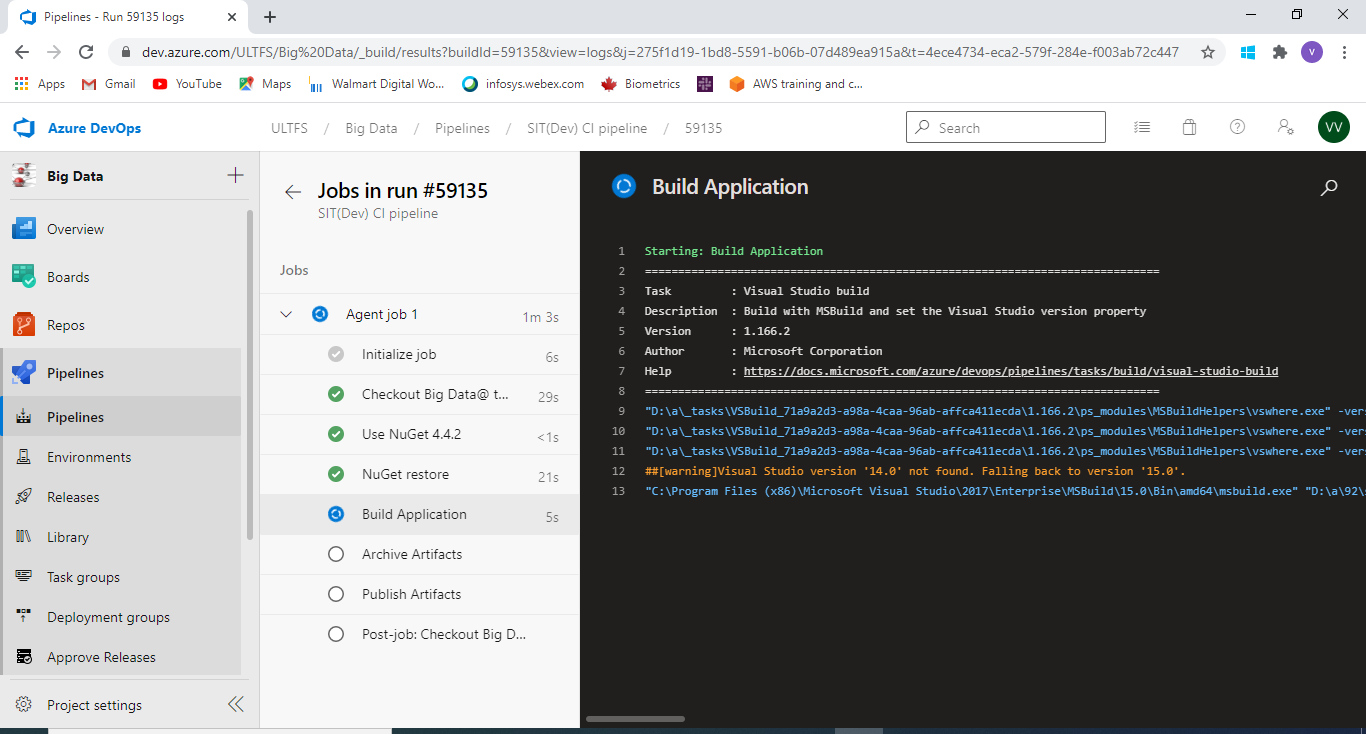 Pipelines - Run 59135 logs
dev.azure.com/ULTFS/Big%20Data/_build/results?buildId=59135&view=logs&j=275f1d19-1bd8-5591-b06b-07d489ea915a&t=4ece4734-eca2-579f-284e-f003ab72c447
V
Apps Gmail YouTube Maps Walmart Digital Wo... infosys.webex.com Biometrics AWS training and c...
Azure DevOps ULTFS / Big Data / Pipelines / SIT(Dev) CI pipeline / 59135 Search VV
Big Data
Overview
Boards
Repos
Pipelines
Pipelines
Environments
Releases
Library
Task groups
Deployment groups
Approve Releases
Project settings
Jobs in run #59135
SIT(Dev) CI pipeline
Jobs
Agent job 1 1m 3s
Initialize job 6s
Checkout Big Data@ t... 29s
Use NuGet 4.4.2 <1s
NuGet restore 21s
Build Application 5s
Archive Artifacts
Publish Artifacts
Post-job: Checkout Big D...
Build Application
1 Starting: Build Application
2 ==============================================================================
3 Task : Visual Studio build
4 Description : Build with MSBuild and set the Visual Studio version property
5 Version : 1.166.2
6 Author : Microsoft Corporation
7 Help : https://docs.microsoft.com/azure/devops/pipelines/tasks/build/visual-studio-build
8 ==============================================================================
9 "D:\a\_tasks\VSBuild_71a9a2d3-a98a-4caa-96ab-affca411ecda\1.166.2\ps_modules\MSBuildHelpers\vswhere.exe" -vers
10 "D:\a\_tasks\VSBuild_71a9a2d3-a98a-4caa-96ab-affca411ecda\1.166.2\ps_modules\MSBuildHelpers\vswhere.exe" -vers
11 "D:\a\_tasks\VSBuild_71a9a2d3-a98a-4caa-96ab-affca411ecda\1.166.2\ps_modules\MSBuildHelpers\vswhere.exe" -vers
12 ##[warning]Visual Studio version '14.0' not found. Falling back to version '15.0'.
13 "C:\Program Files (x86)\Microsoft Visual Studio\2017\Enterprise\MSBuild\15.0\Bin\amd64\msbuild.exe" "D:\a\92\s